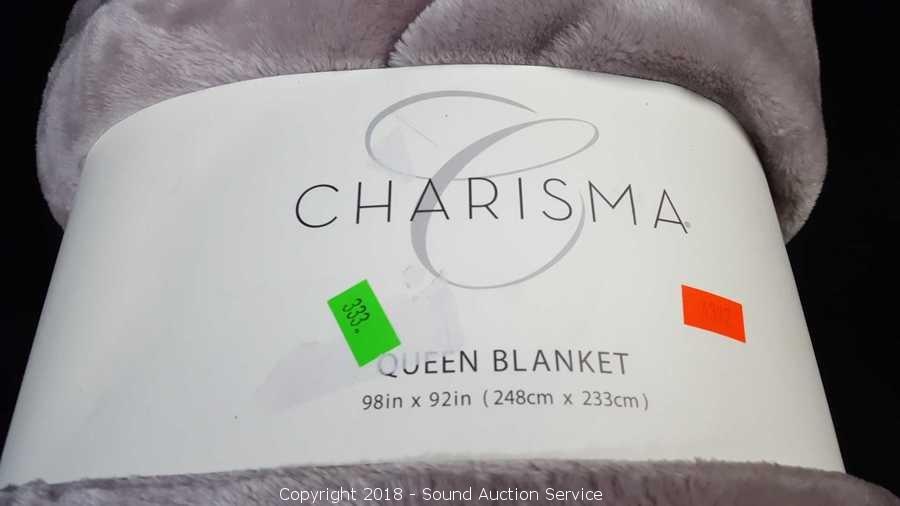 CHARISMA®
333.
QUEEN BLANKET
98in x 92in (248cm x 233cm)
Copyright 2018 - Sound Auction Service